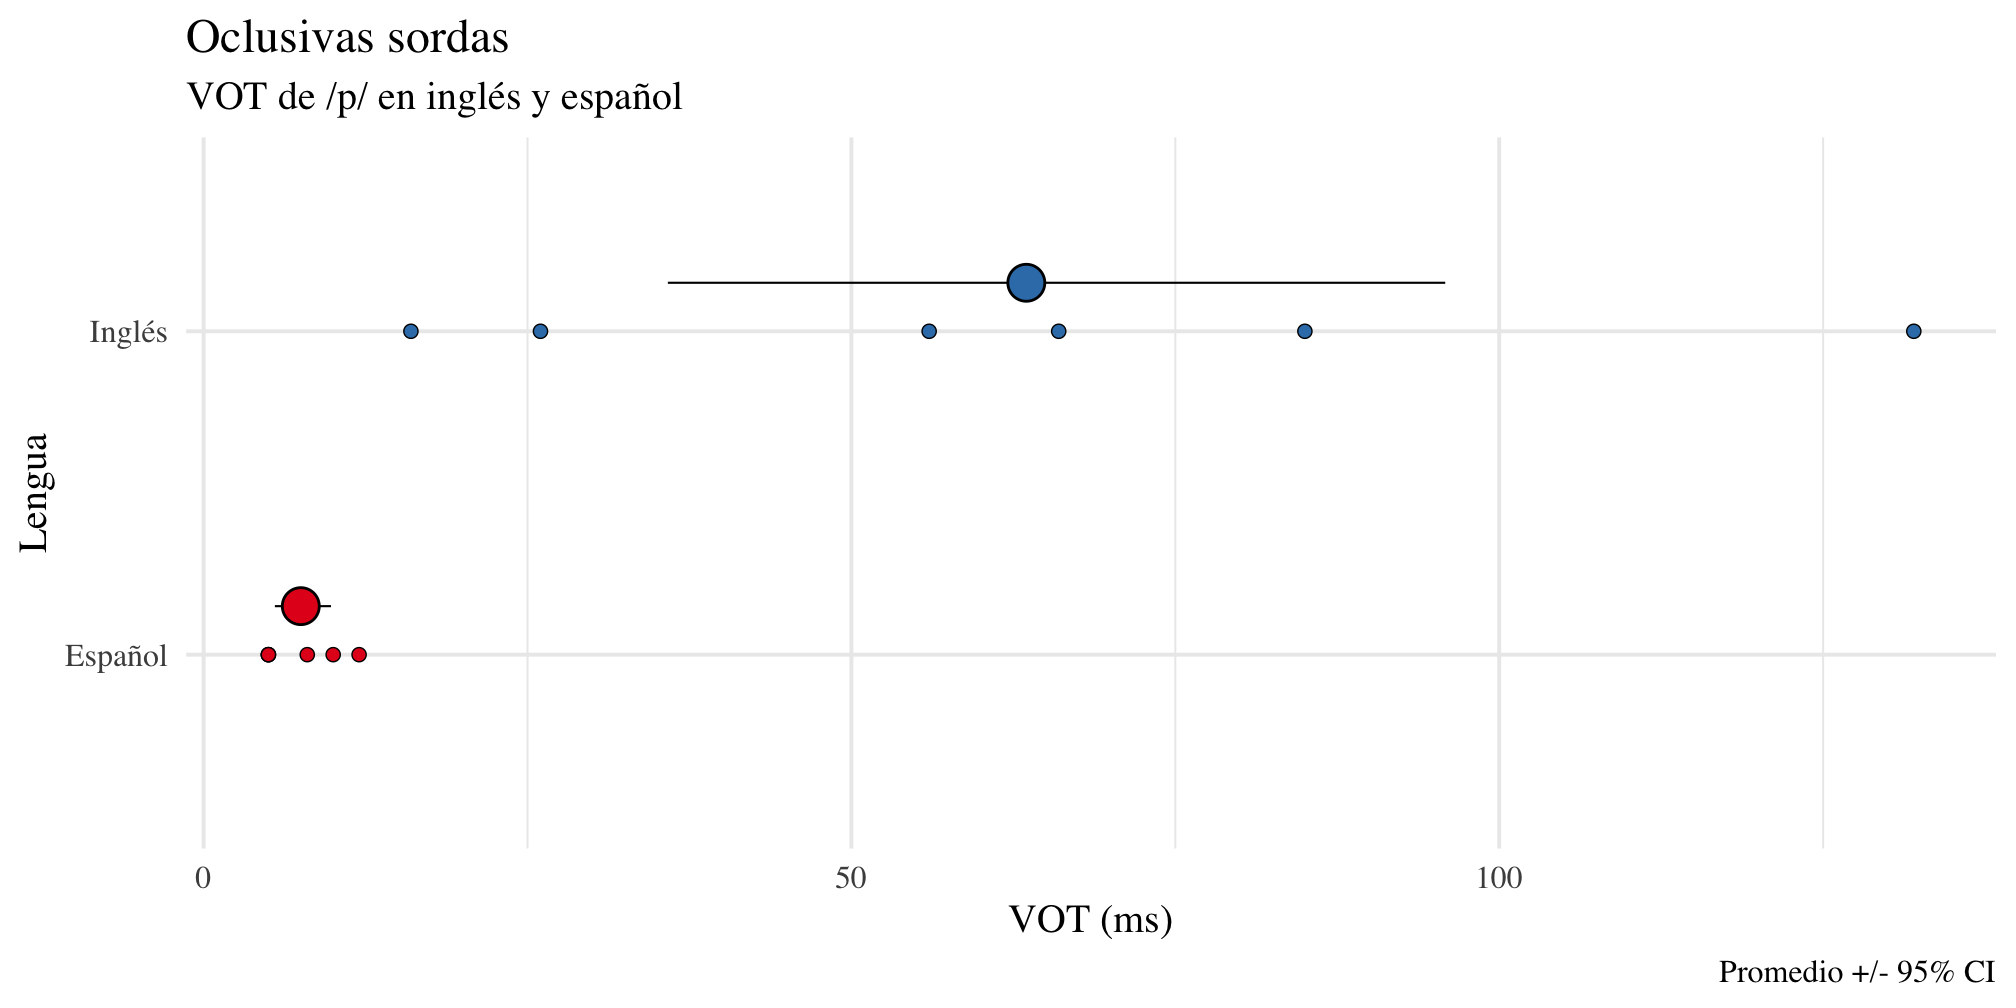 Oclusivas sordas
VOT de /p/ en inglés y español
Inglés
Español
Lengua
0
50
100
VOT (ms)
Promedio +/- 95% CI